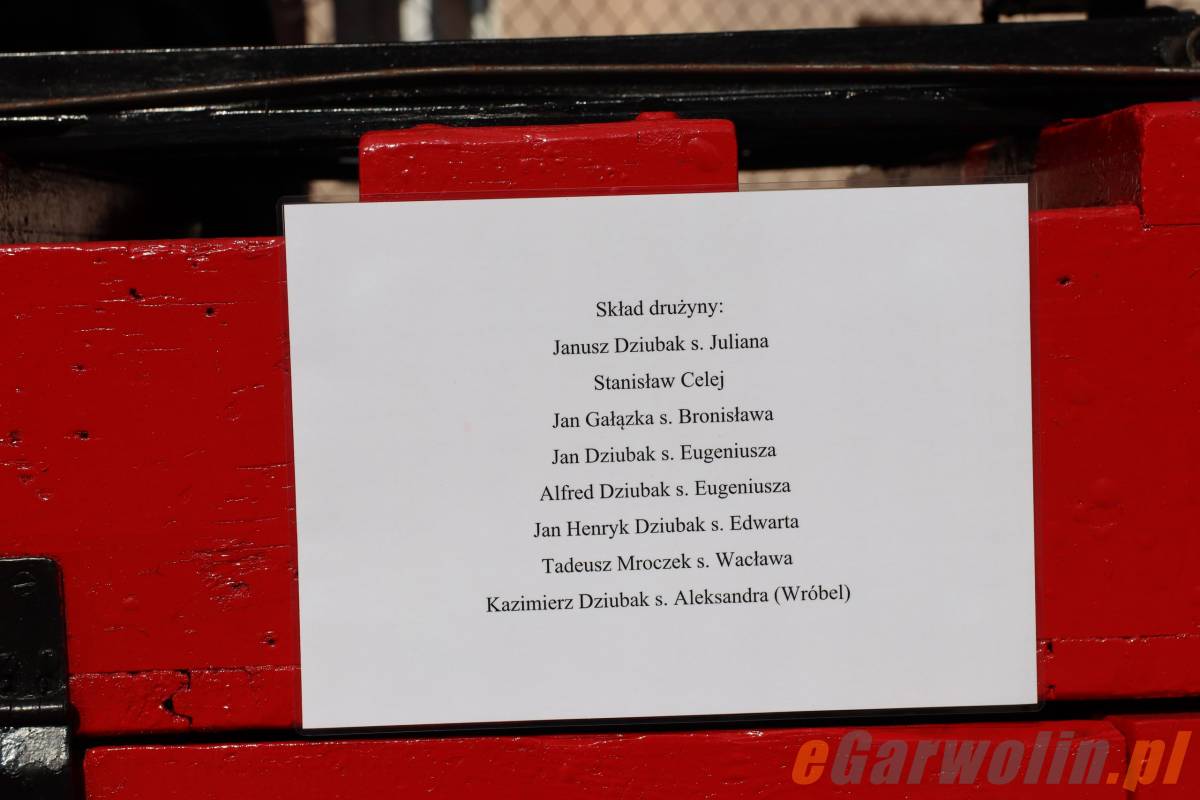 Skład drużyny:
Janusz Dziubak s. Juliana
Stanisław Celej
Jan Gałązka s. Bronisława
Jan Dziubak s. Eugeniusza
Alfred Dziubak s. Eugeniusza
Jan Henryk Dziubak s. Edwarta
Tadeusz Mroczek s. Wacława
Kazimierz Dziubak s. Aleksandra (Wróbel)
eGarwolin.pl